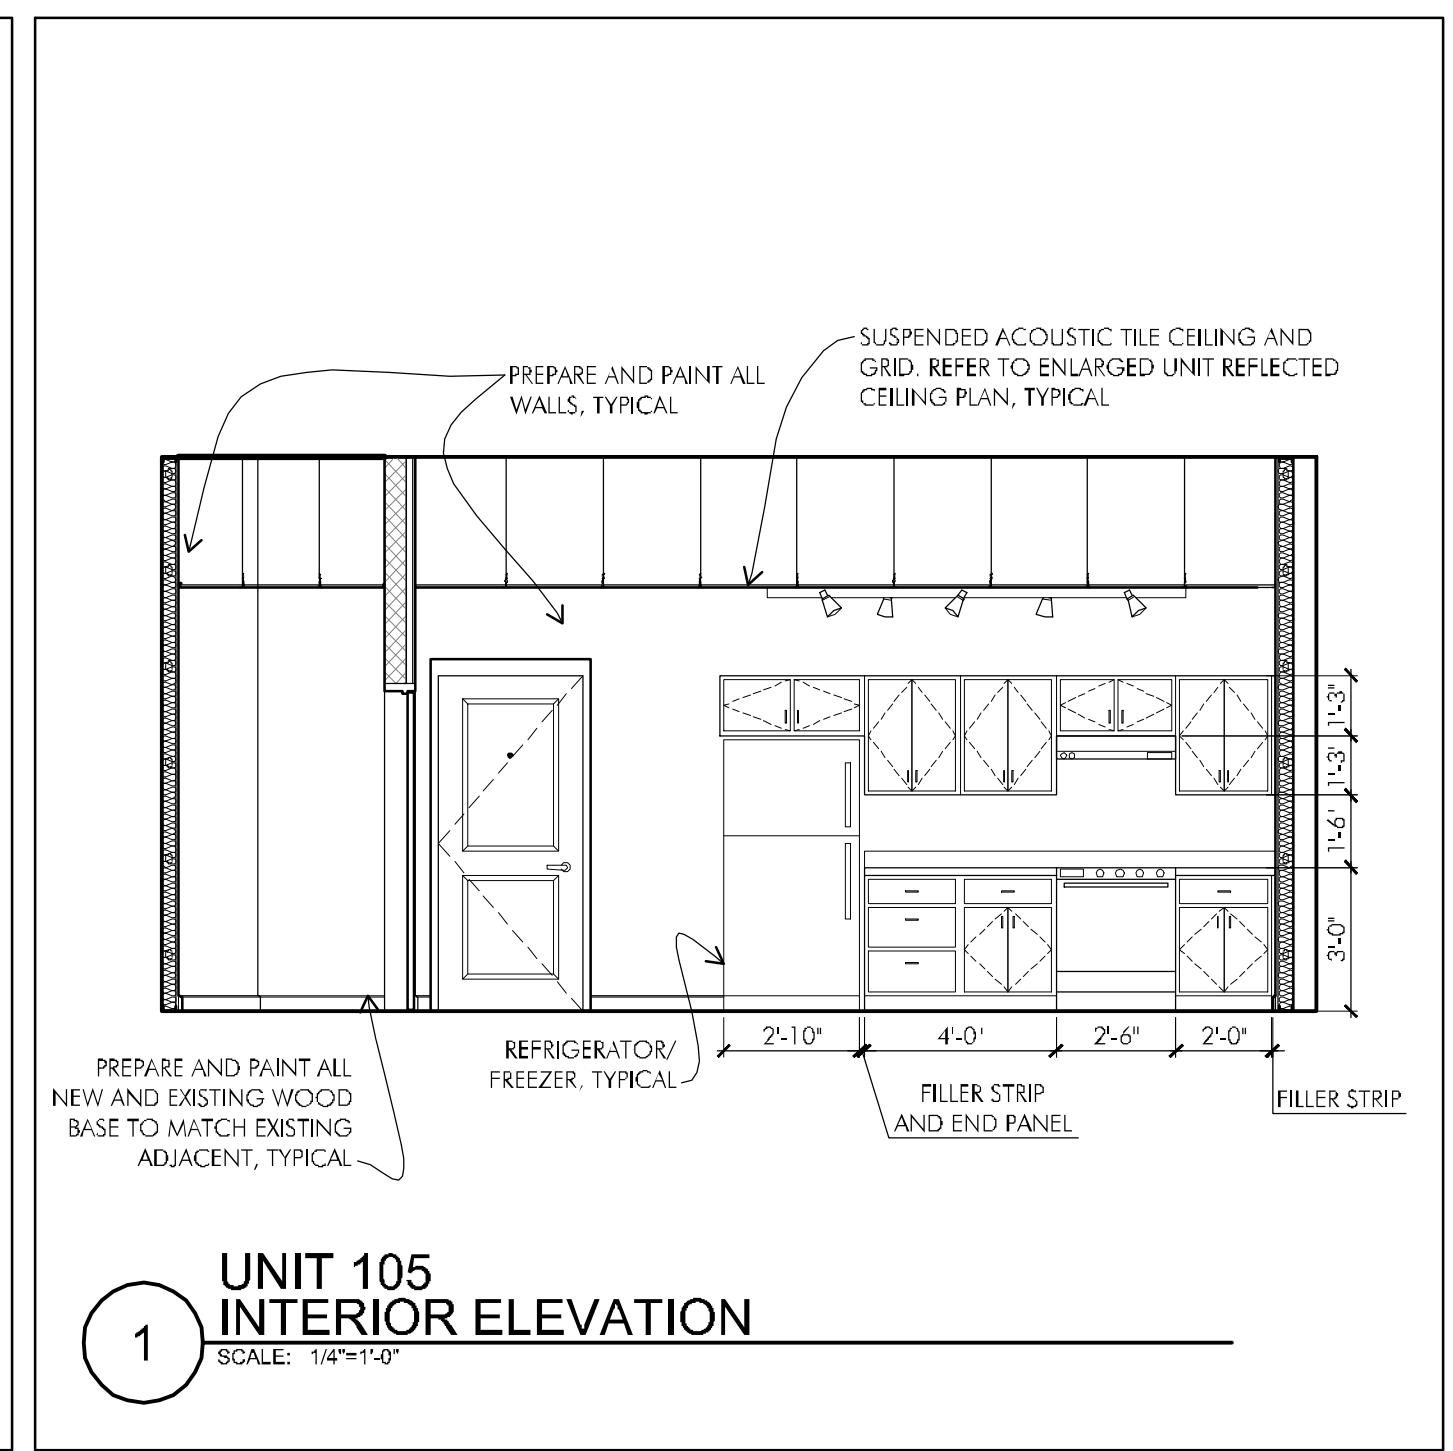 SUSPENDED ACOUSTIC TILE CEILING AND
GRID. REFER TO ENLARGED UNIT REFLECTED
CEILING PLAN, TYPICAL
PREPARE AND PAINT ALL
WALLS, TYPICAL
1'-3"
1'-3"
1'-6"
3'-0"
2'-10"
4'-0"
2'-6"
2'-0"
REFRIGERATOR/
FREEZER, TYPICAL
PREPARE AND PAINT ALL
NEW AND EXISTING WOOD
BASE TO MATCH EXISTING
ADJACENT, TYPICAL
FILLER STRIP
AND END PANEL
FILLER STRIP
1
UNIT 105
INTERIOR ELEVATION
SCALE: 1/4"=1'-0"